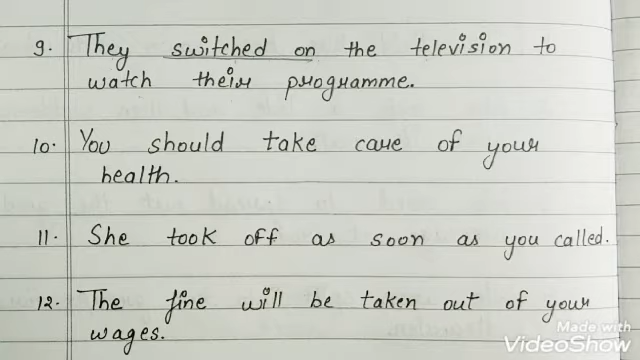 9. They switched on the television to
watch their programme.
10. You should take care of your
health.
11. She took off as soon as you called.
12. The fine will be taken out of your
wages.
Made with
VideoShow